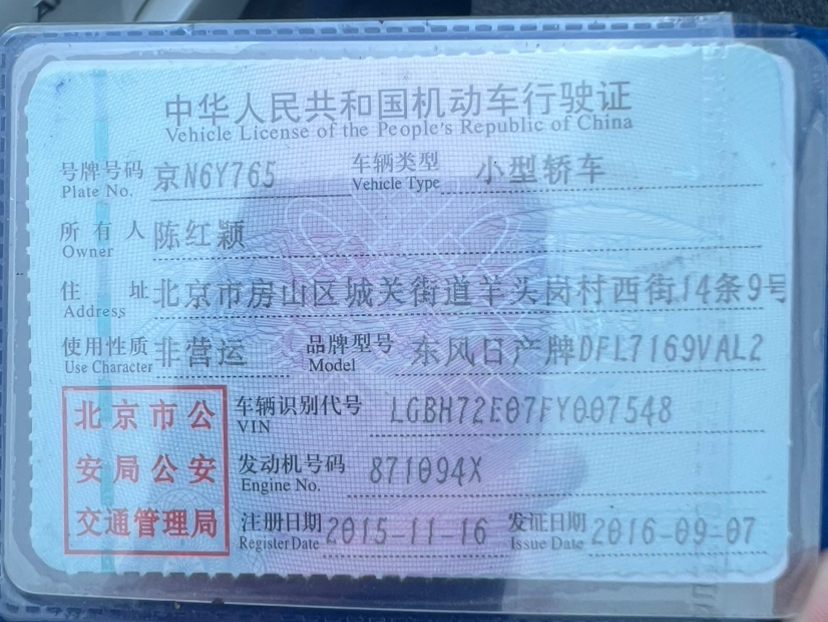 中华人民共和国机动车行驶证
Vehicle License of the People's Republic of China
号牌号码 京N6Y765 车辆类型 小型轿车
Plate No. Vehicle Type
所有人 陈红颖
Owner
住址 北京市房山区城关街道羊头岗村西街14条9号
Address
使用性质 非营运 品牌型号 东风日产牌DFL7169VAL2
Use Character Model
北京市公 车辆识别代号 LGBH72E07FY007548
VIN
安局公安 发动机号码 871094X
Engine No.
交通管理局 注册日期 2015-11-16 发证日期 2016-09-07
Register Date Issue Date